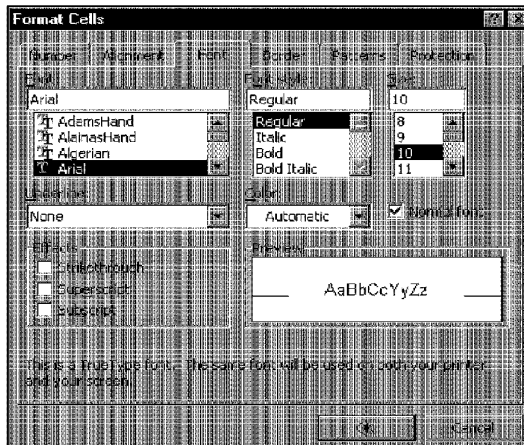 Format Cells
Number Alignment Font Border Patterns Protection
Font: Font style: Size:
Arial Regular 10
AdamsHand Regular 8
AlainasHand Italic 9
Algerian Bold 10
Arial Bold Italic 11
Underline: Color:
None Automatic Normal font
Effects Preview
Strikethrough
Superscript AaBbCcYyZz
Subscript
This is a TrueType font. The same font will be used on both your printer
and your screen.
OK Cancel